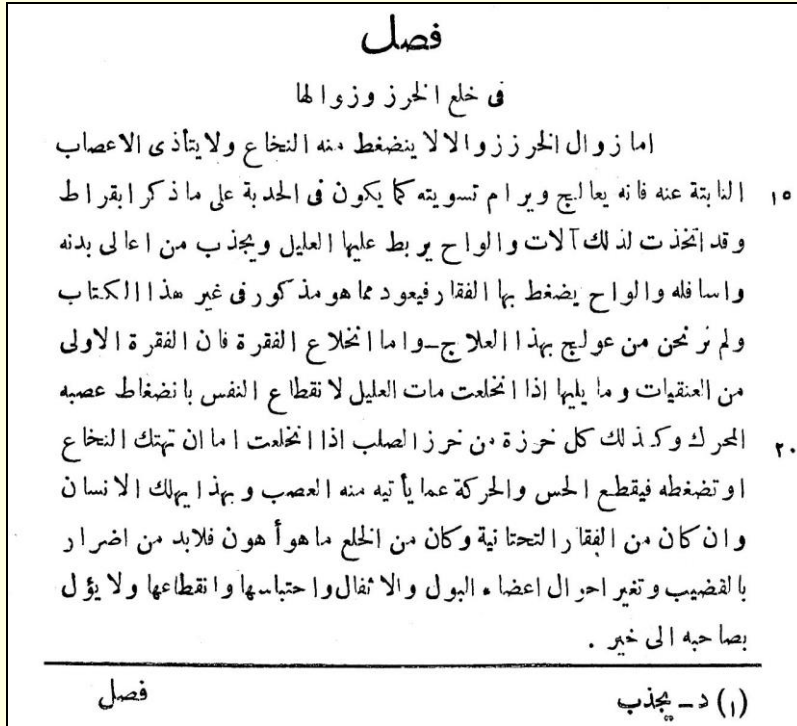 فصل
فى خلع الخرز وزوالها
اما زوال الخرز زوالا لا ينضغط منه النخاع ولا يتأذى الاعصاب
١٥ النابتة عنه فانه يعالج ويرام تسويته كما يكون فى الحدبة على ما ذكر ابقراط
وقد اتخذت لذلك آلات والواح يربط عليها العليل ويجذب من اعالى بدنه
واسافله والواح يضغط بها الفقار فيعود مما هو مذكور فى غير هذا الكتاب
ولم نر نحن من عولج بهذا العلاج ــ واما انخلاع الفقرة فان الفقرة الاولى
من العنقيات وما يليها اذا انخلعت مات العليل لانقطاع النفس بانضغاط عصبه
٢٠ المحرك وكذلك كل خرزة من خرز الصلب اذا انخلعت اما ان تهتك النخاع
او تضغطه فيقطع الحس والحركة عما يأتيه منه العصب وبهذا يهلك الانسان
وان كان من الفقار التحتانية وكان من الخلع ما هو أهون فلابد من اضرار
بالقضيب وتغير احوال اعضاء البول والاثفال واحتباسها وانقطاعها ولا يؤل
بصاحبه الى خير .
(١) د ــ يجذب فصل